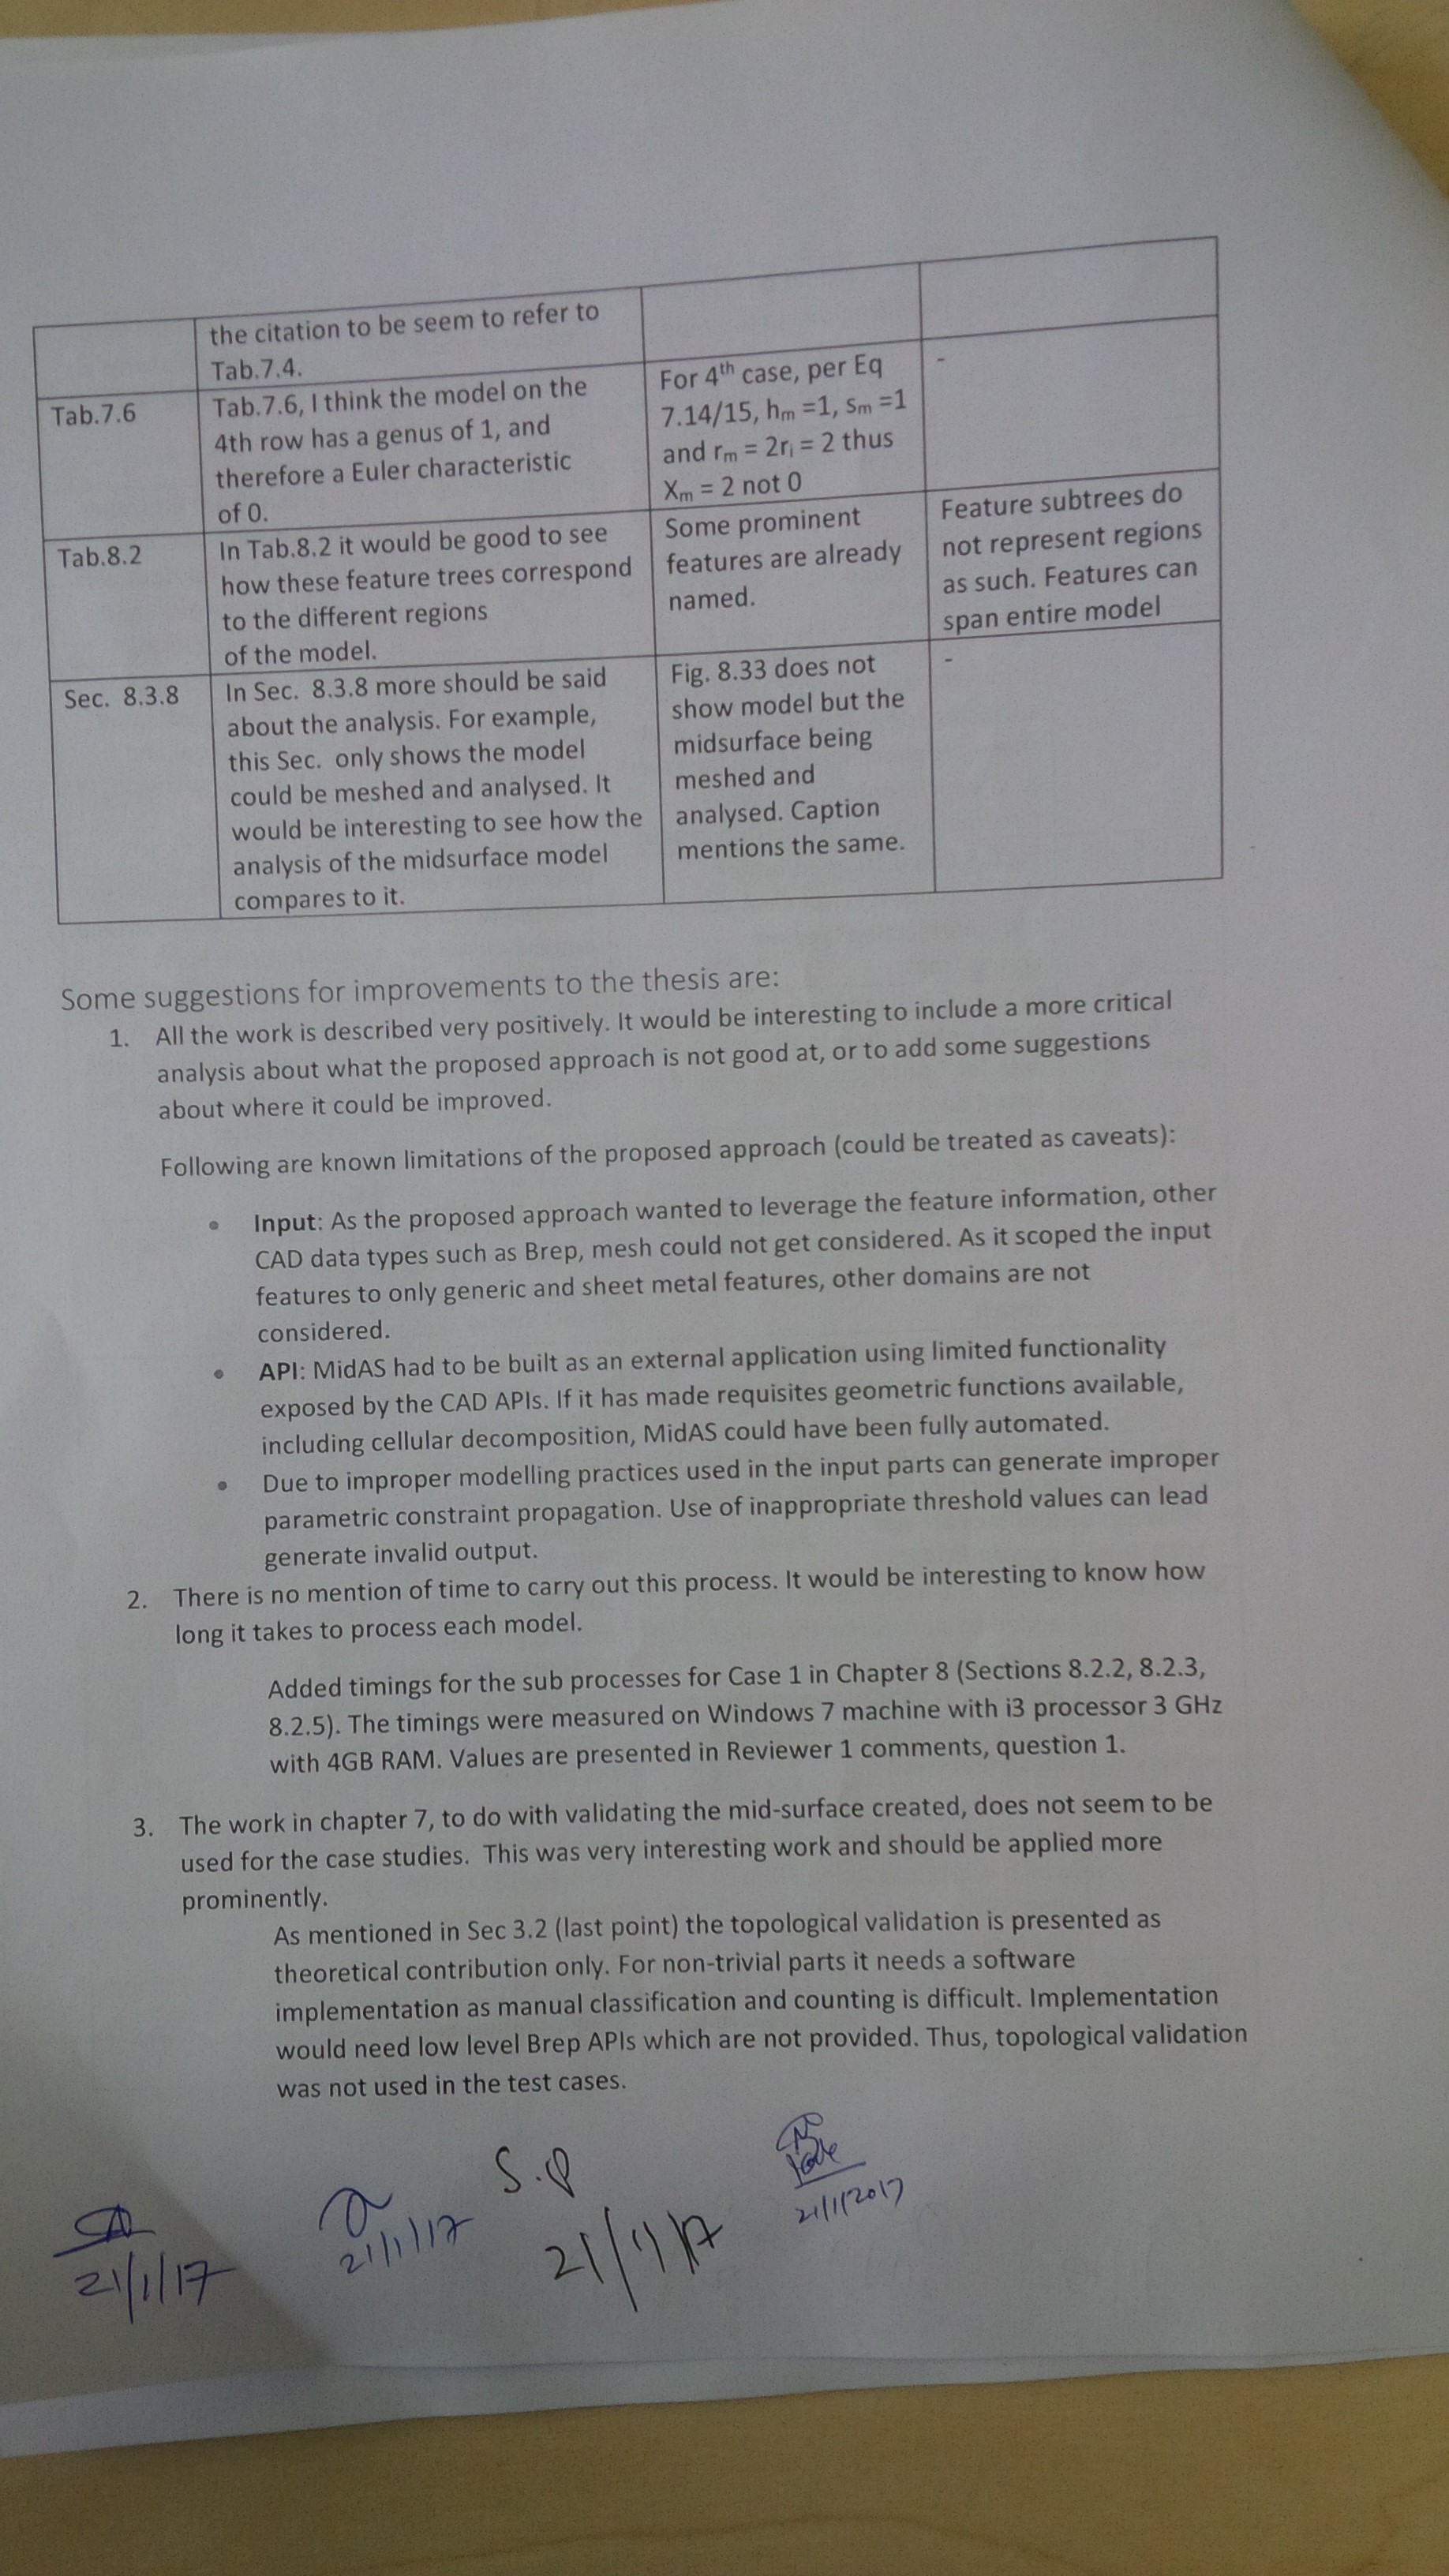 the citation to be seem to refer to
Tab.7.4.
Tab.7.6
Tab.7.6, I think the model on the
4th row has a genus of 1, and
therefore a Euler characteristic
of 0.
For 4th case, per Eq
7.14/15, hm =1, sm =1
and rm = 2ri = 2 thus
Xm = 2 not 0
-
Tab.8.2
In Tab.8.2 it would be good to see
how these feature trees correspond
to the different regions
of the model.
Some prominent
features are already
named.
Feature subtrees do
not represent regions
as such. Features can
span entire model
Sec. 8.3.8
In Sec. 8.3.8 more should be said
about the analysis. For example,
this Sec. only shows the model
could be meshed and analysed. It
would be interesting to see how the
analysis of the midsurface model
compares to it.
Fig. 8.33 does not
show model but the
midsurface being
meshed and
analysed. Caption
mentions the same.
-
Some suggestions for improvements to the thesis are:
1. All the work is described very positively. It would be interesting to include a more critical
analysis about what the proposed approach is not good at, or to add some suggestions
about where it could be improved.
Following are known limitations of the proposed approach (could be treated as caveats):
• Input: As the proposed approach wanted to leverage the feature information, other
CAD data types such as Brep, mesh could not get considered. As it scoped the input
features to only generic and sheet metal features, other domains are not
considered.
• API: MidAS had to be built as an external application using limited functionality
exposed by the CAD APIs. If it has made requisites geometric functions available,
including cellular decomposition, MidAS could have been fully automated.
• Due to improper modelling practices used in the input parts can generate improper
parametric constraint propagation. Use of inappropriate threshold values can lead
generate invalid output.
2. There is no mention of time to carry out this process. It would be interesting to know how
long it takes to process each model.
Added timings for the sub processes for Case 1 in Chapter 8 (Sections 8.2.2, 8.2.3,
8.2.5). The timings were measured on Windows 7 machine with i3 processor 3 GHz
with 4GB RAM. Values are presented in Reviewer 1 comments, question 1.
3. The work in chapter 7, to do with validating the mid-surface created, does not seem to be
used for the case studies. This was very interesting work and should be applied more
prominently.
As mentioned in Sec 3.2 (last point) the topological validation is presented as
theoretical contribution only. For non-trivial parts it needs a software
implementation as manual classification and counting is difficult. Implementation
would need low level Brep APIs which are not provided. Thus, topological validation
was not used in the test cases.
21/1/17
21/1/17
S.P
21/1/17
21/1/2017